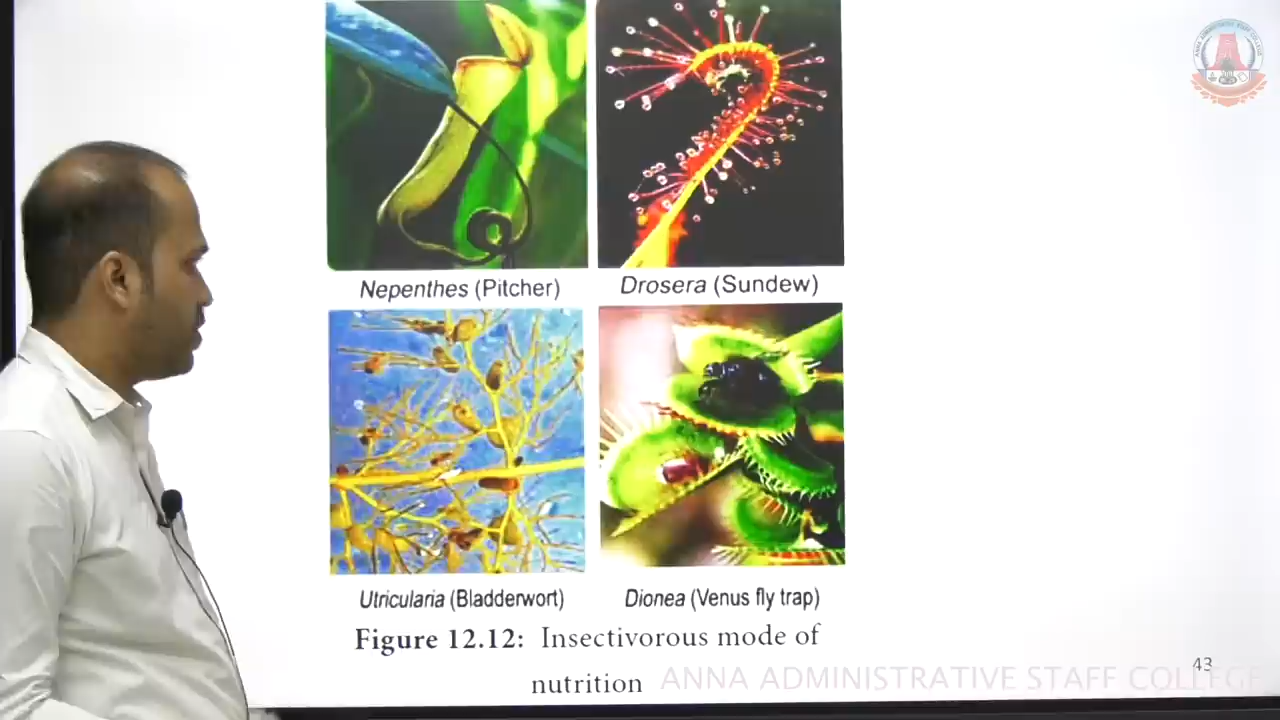 Nepenthes (Pitcher)
Drosera (Sundew)
Utricularia (Bladderwort)
Dionea (Venus fly trap)
Figure 12.12: Insectivorous mode of
nutrition
43
ANNA ADMINISTRATIVE STAFF COLLEGE